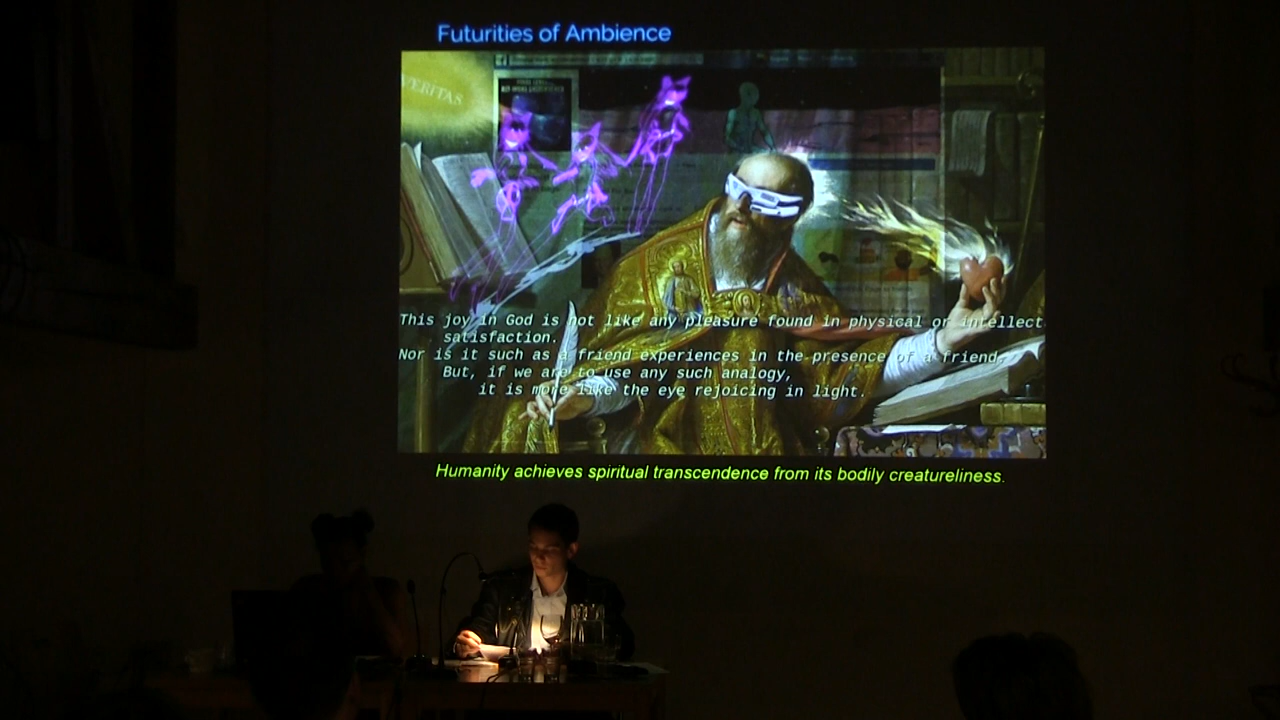 Futurities of Ambience
VERITAS
This joy in God is not like any pleasure found in physical or intellect
satisfaction.
Nor is it such as a friend experiences in the presence of a friend.
But, if we are to use any such analogy,
it is more like the eye rejoicing in light.
Humanity achieves spiritual transcendence from its bodily creatureliness.